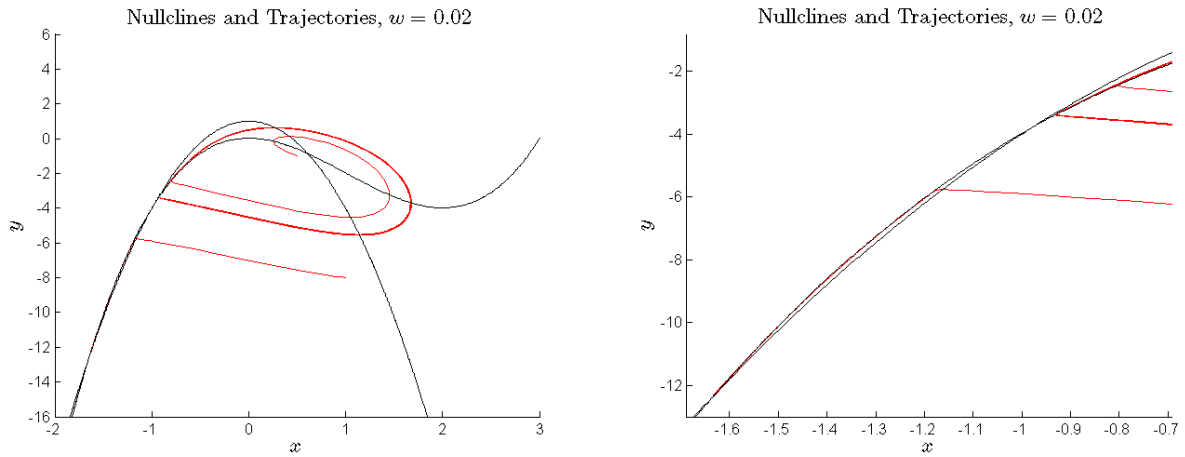 Nullclines and Trajectories, w = 0.02
6
4
2
0
-2
-4
-6
-8
-10
-12
-14
-16
y
-2 -1 0 1 2 3
x
Nullclines and Trajectories, w = 0.02
-2
-4
-6
-8
-10
-12
y
-1.6 -1.5 -1.4 -1.3 -1.2 -1.1 -1 -0.9 -0.8 -0.7
x